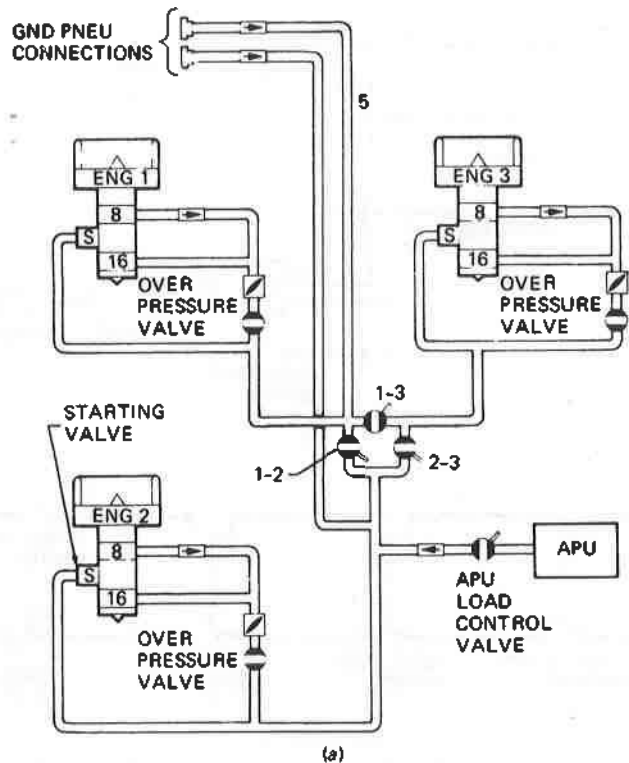 GND PNEU
CONNECTIONS
5
ENG 1
8
S
16
OVER
PRESSURE
VALVE
ENG 3
8
S
16
OVER
PRESSURE
VALVE
1-3
STARTING
VALVE
1-2
2-3
ENG 2
8
S
16
OVER
PRESSURE
VALVE
APU
APU
LOAD
CONTROL
VALVE
(a)